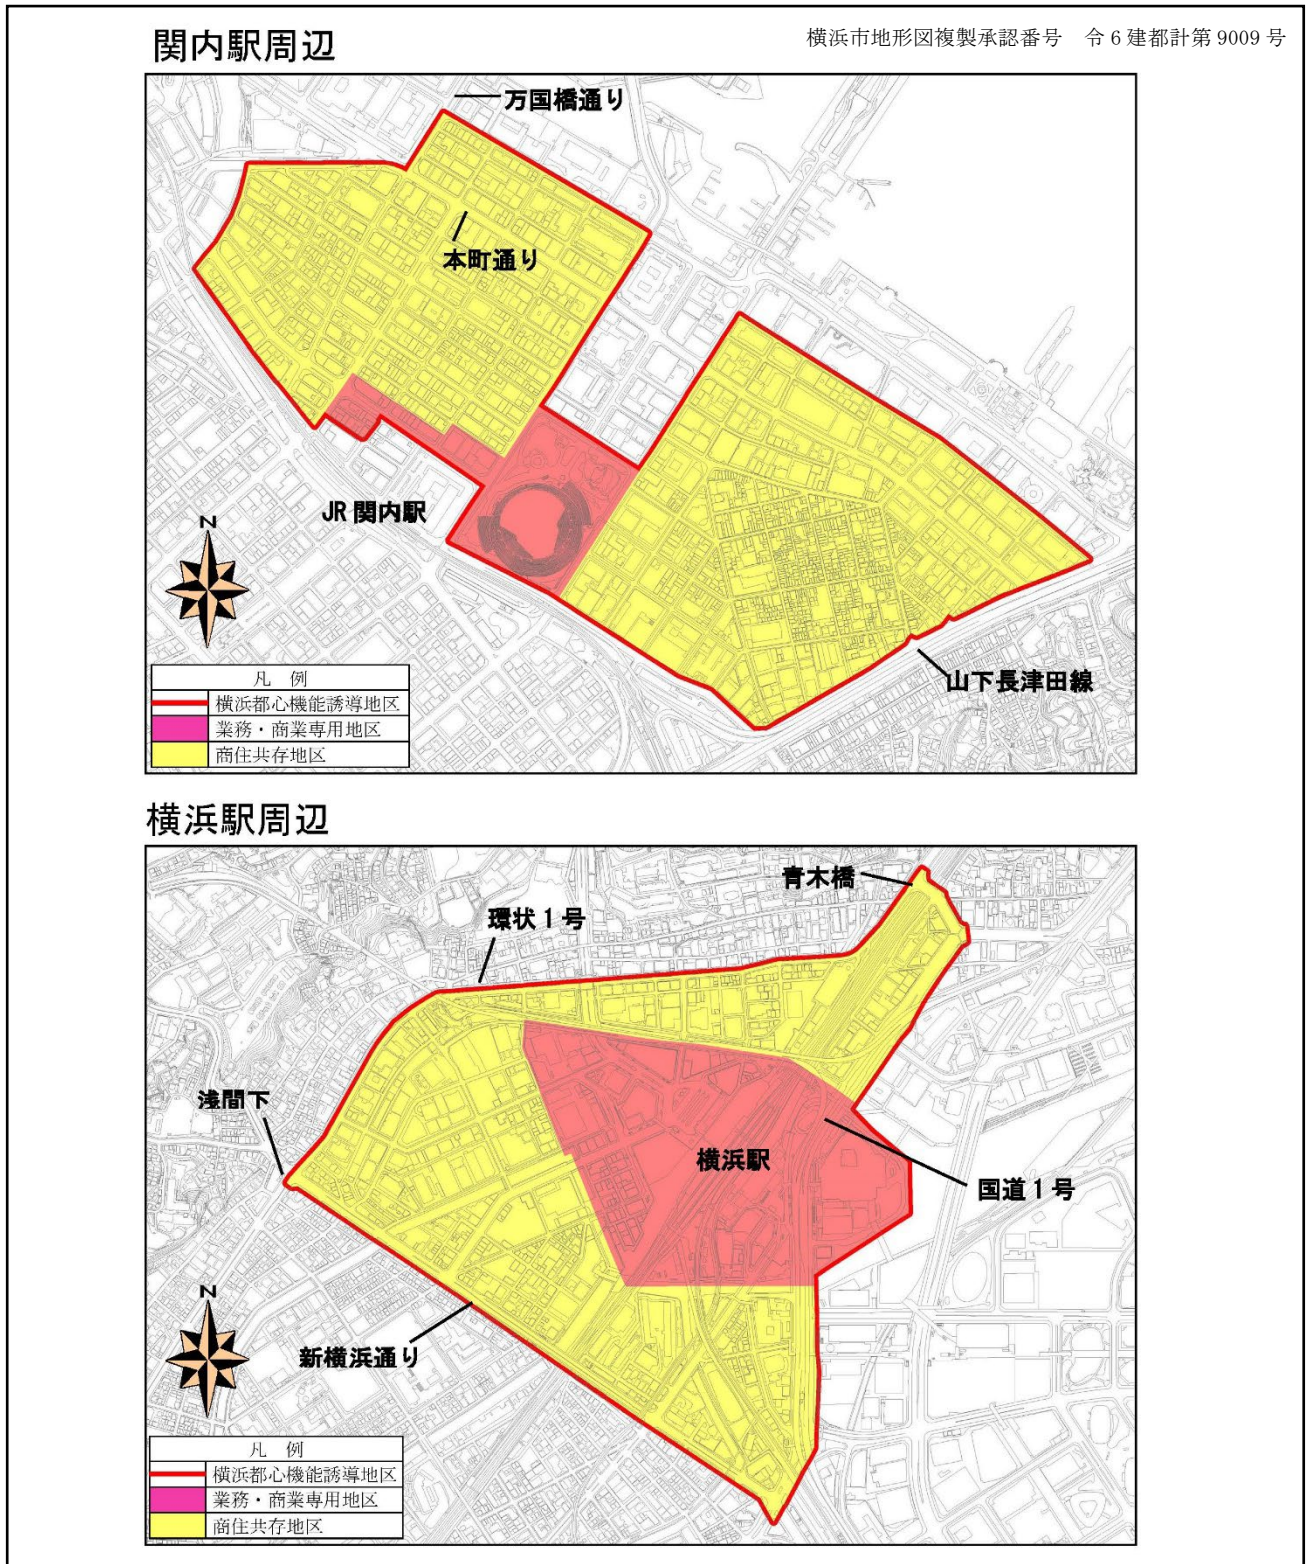 関内駅周辺
横浜市地形図複製承認番号 令6建都計第9009号
万国橋通り
本町通り
JR関内駅
N
山下長津田線
凡 例
横浜都心機能誘導地区
業務・商業専用地区
商住共存地区
横浜駅周辺
青木橋
環状1号
浅間下
横浜駅
国道1号
N
新横浜通り
凡 例
横浜都心機能誘導地区
業務・商業専用地区
商住共存地区